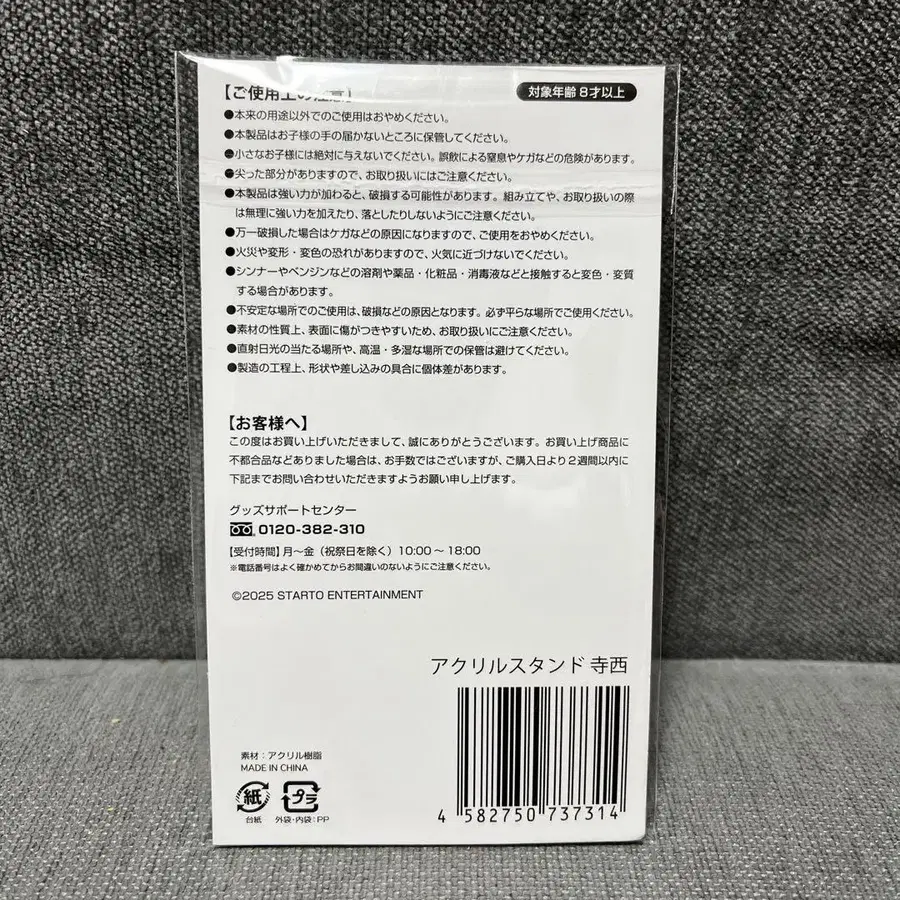 【ご使用上の注意】
対象年齢 8才以上
●本来の用途以外でのご使用はおやめください。
●本製品はお子様の手の届かないところに保管してください。
●小さなお子様には絶対に与えないでください。誤飲による窒息やケガなどの危険があります。
●尖った部分がありますので、お取り扱いにはご注意ください。
●本製品は強い力が加わると、破損する可能性があります。組み立てや、お取り扱いの際
は無理に強い力を加えたり、落としたりしないようにご注意ください。
●万一破損した場合はケガなどの原因になりますので、ご使用をおやめください。
●火災や変形・変色の恐れがありますので、火気に近づけないでください。
●シンナーやベンジンなどの溶剤や薬品・化粧品・消毒液などと接触すると変色・変質
する場合があります。
●不安定な場所でのご使用は、破損などの原因となります。必ず平らな場所でご使用ください。
●素材の性質上、表面に傷がつきやすいため、お取り扱いにご注意ください。
●直射日光の当たる場所や、高温・多湿な場所での保管は避けてください。
●製造の工程上、形状や差し込みの具合に個体差があります。
【お客様へ】
この度はお買い上げいただきまして、誠にありがとうございます。お買い上げ商品に
不都合品などありました場合は、お手数ではございますが、ご購入日より2週間以内に
下記までお問い合わせいただきますようお願い申し上げます。
グッズサポートセンター
0120-382-310
【受付時間】月～金（祝祭日を除く）10:00～18:00
※電話番号はよく確かめてからお間違いのないようにご注意ください。
©2025 STARTO ENTERTAINMENT
アクリルスタンド 寺西
素材：アクリル樹脂
MADE IN CHINA
紙
プラ
台紙
外袋・内袋：PP
4 582750 737314